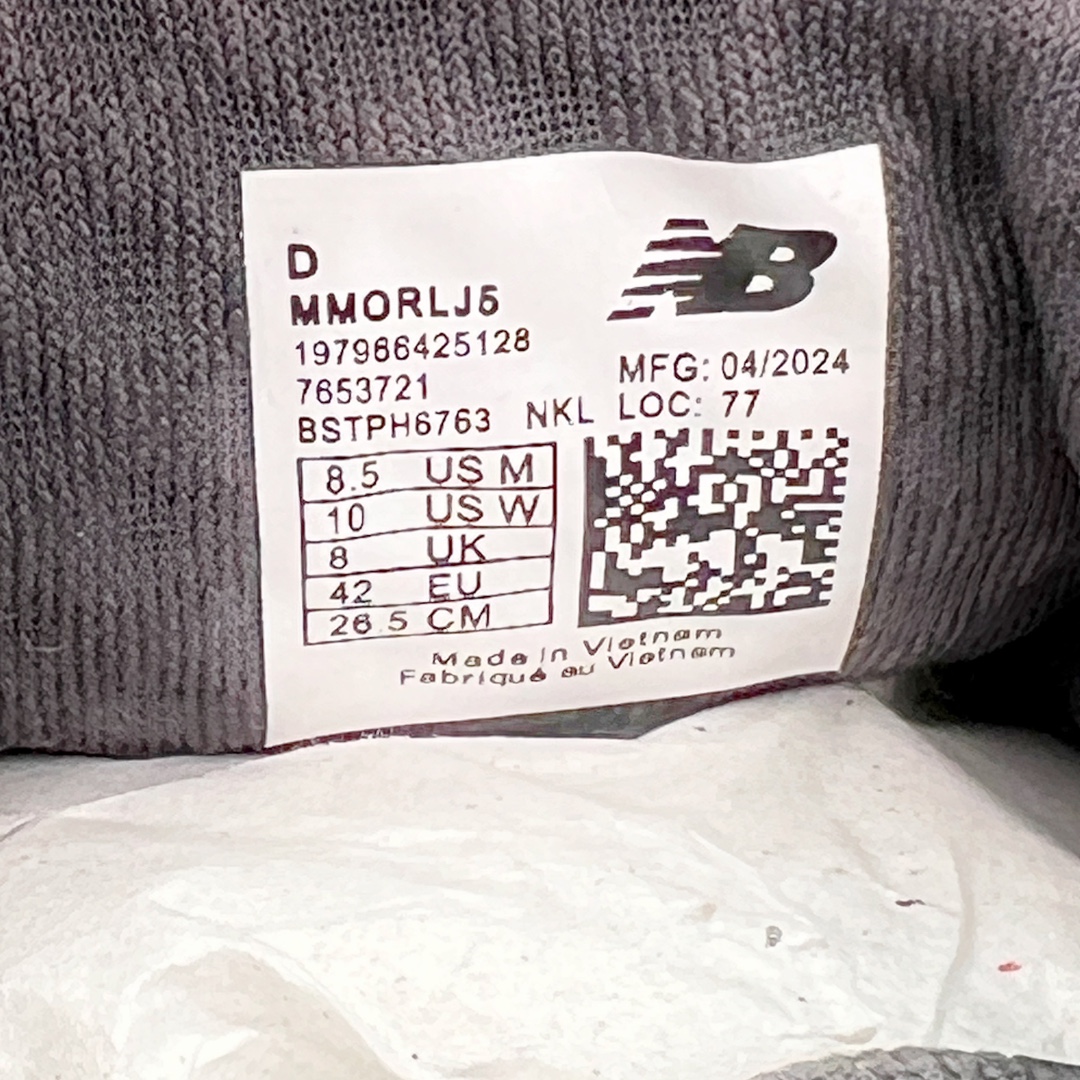 D
MMORLJ5
197966425128
7653721
BSTPH6763 NKL
NB
MFG: 04/2024
LOC: 77
8.5 US M
10 US W
8 UK
42 EU
26.5 CM
Made in Vietnam
Fabriqué au Vietnam